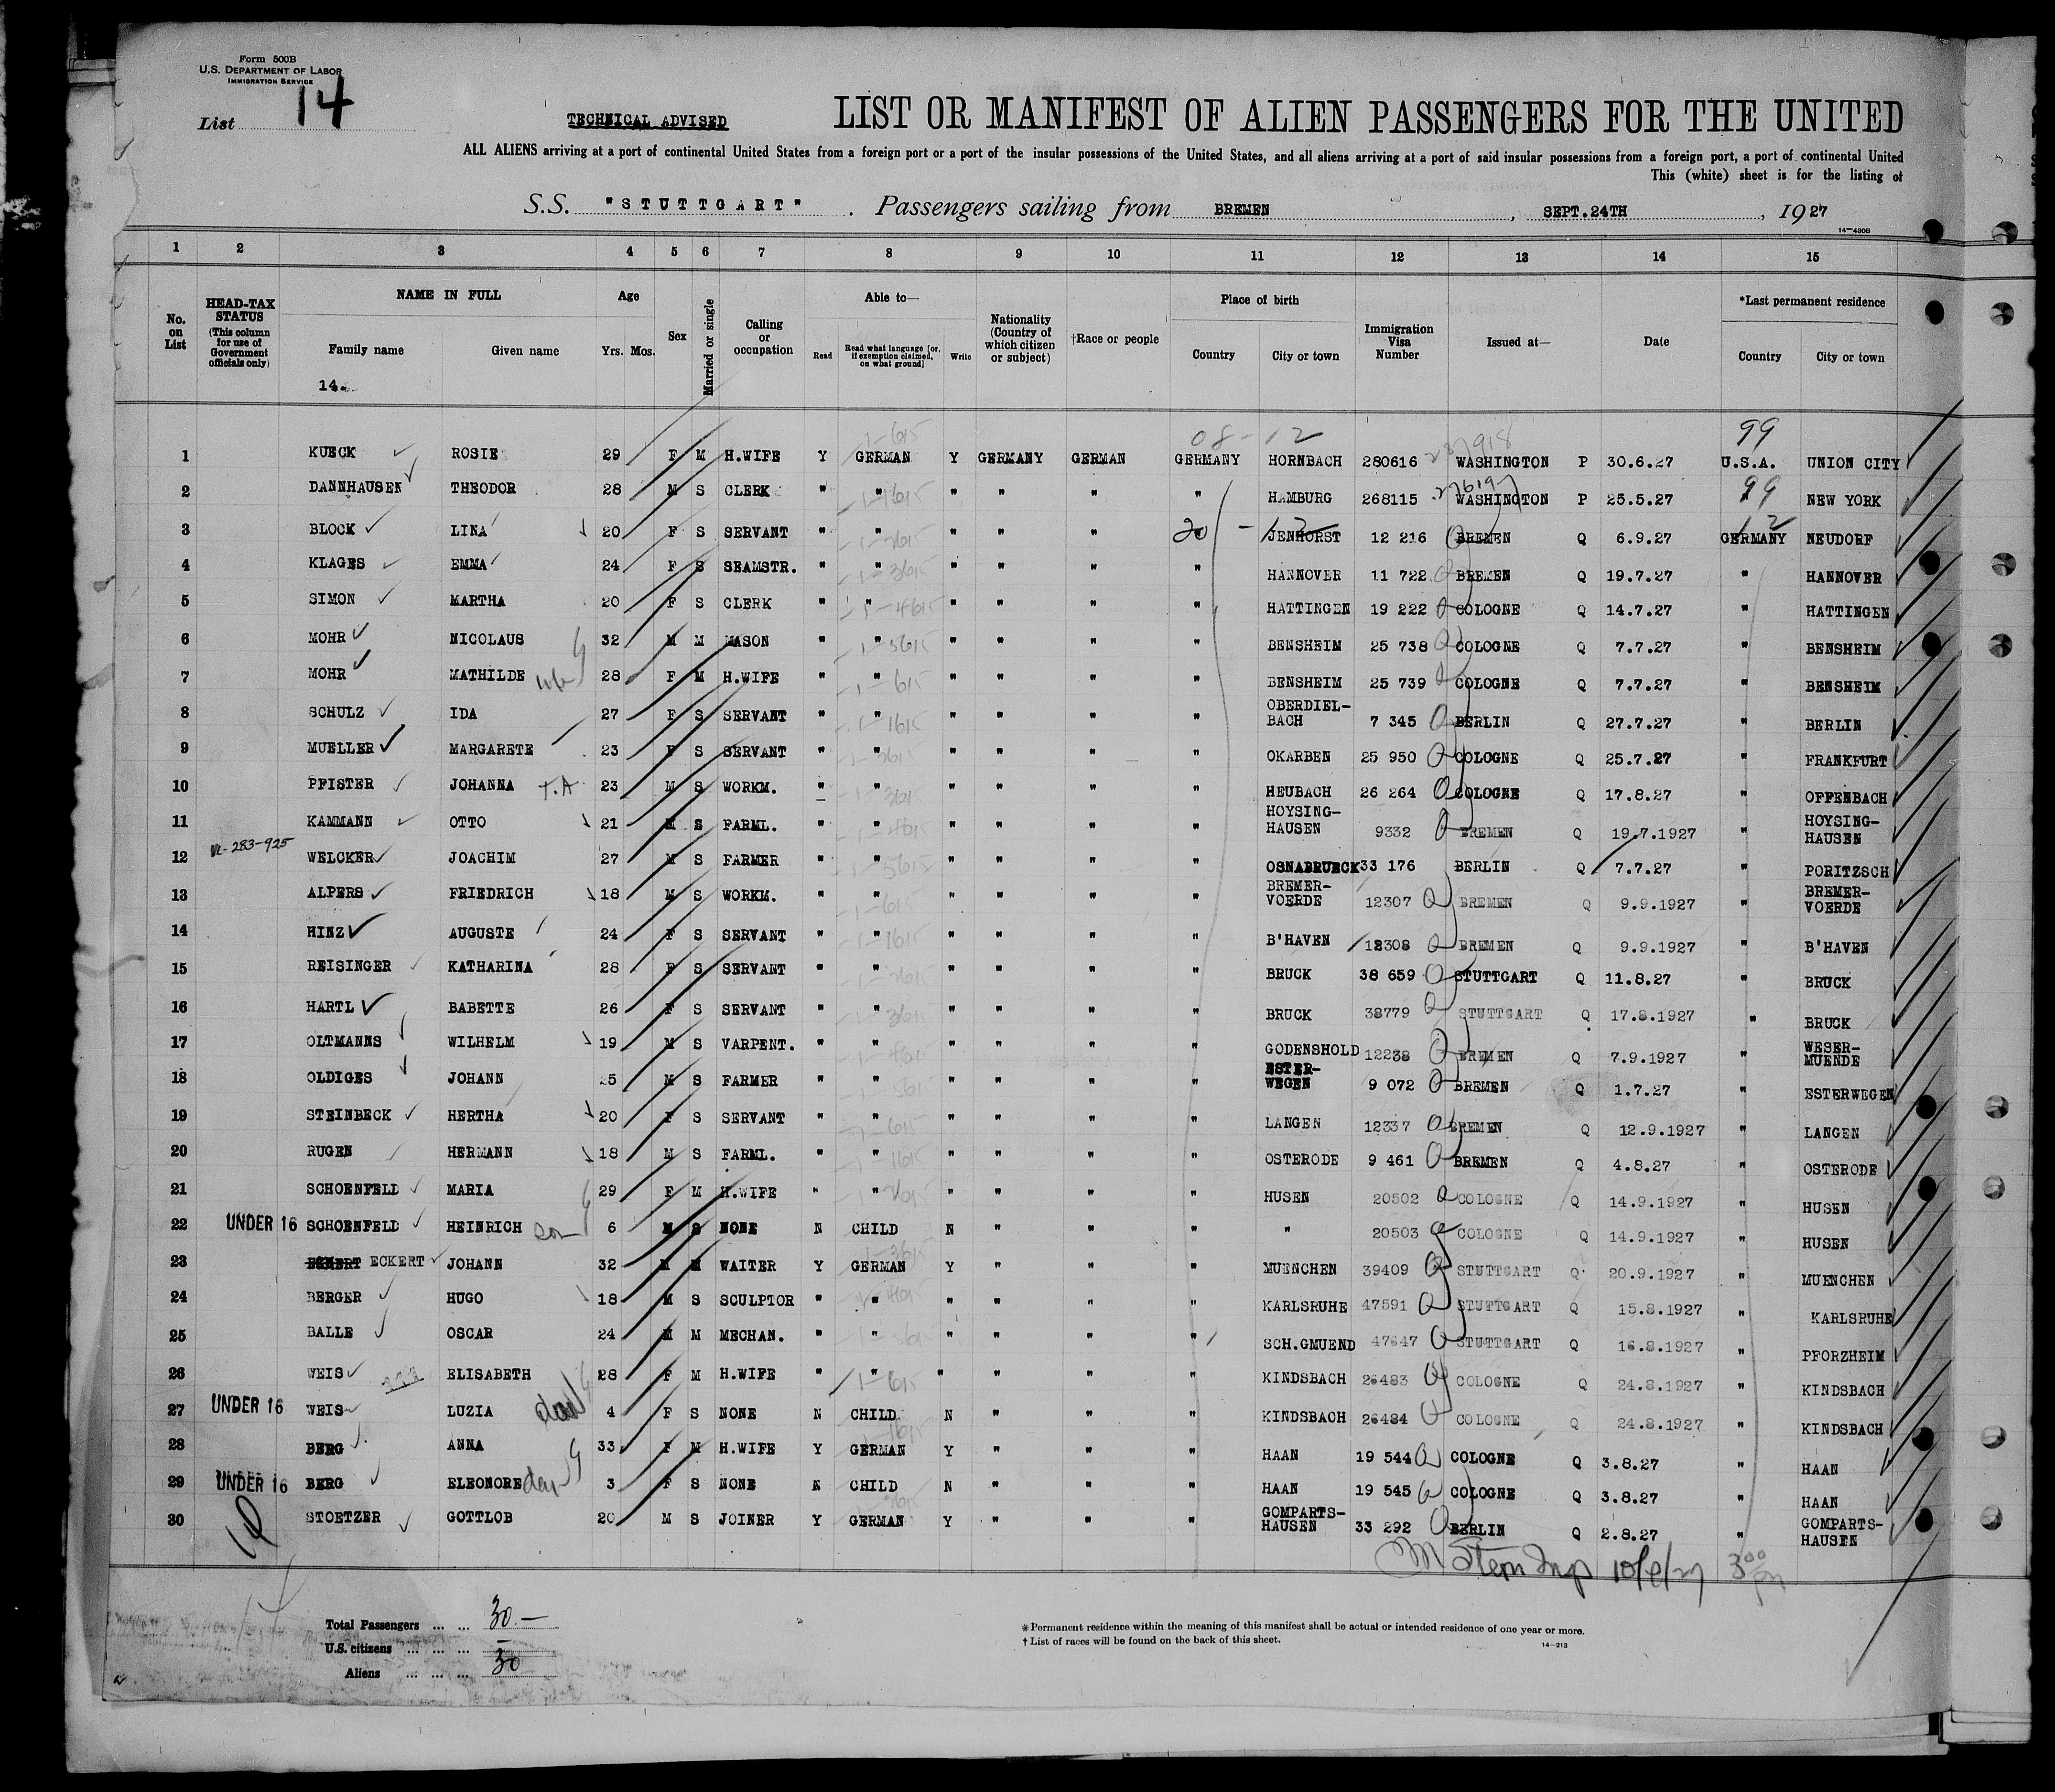 Form 500B
U.S. DEPARTMENT OF LABOR
IMMIGRATION SERVICE
List 14
TECHNICAL ADVISED
LIST OR MANIFEST OF ALIEN PASSENGERS FOR THE UNITED
ALL ALIENS arriving at a port of continental United States from a foreign port or a port of the insular possessions of the United States, and all aliens arriving at a port of said insular possessions from a foreign port, a port of continental United
This (white) sheet is for the listing of
S.S. "STUTTGART". Passengers sailing from BREMEN, SEPT.24TH, 1927
14—4208
1 2 3 4 5 6 7 8 9 10 11 12 13 14 15
No. on List HEAD-TAX STATUS (This column for use of Government officials only) NAME IN FULL Family name Given name Age Yrs. Mos. Sex Married or single Calling or occupation Able to— Read Read what language [or, if exemption claimed, on what ground] Write Nationality (Country of which citizen or subject) †Race or people Place of birth Country City or town Immigration Visa Number Issued at— Date *Last permanent residence Country City or town
14.
08-12 99
1 KUECK ROSIE 29 F M H.WIFE Y GERMAN Y GERMANY GERMAN GERMANY HORNBACH 280616 WASHINGTON P 30.6.27 U.S.A. UNION CITY
2 DANNHAUSEN THEODOR 28 M S CLERK " " " " " " HAMBURG 268115 WASHINGTON P 25.5.27 99 NEW YORK
3 BLOCK LINA 20 F S SERVANT " " " " " " JENHORST 12 216 BREMEN Q 6.9.27 GERMANY NEUDORF
4 KLAGES EMMA 24 F S SEAMSTR. " " " " " " HANNOVER 11 722 BREMEN Q 19.7.27 " HANNOVER
5 SIMON MARTHA 20 F S CLERK " " " " " " HATTINGEN 19 222 COLOGNE Q 14.7.27 " HATTINGEN
6 MOHR NICOLAUS 32 M M MASON " " " " " " BENSHEIM 25 738 COLOGNE Q 7.7.27 " BENSHEIM
7 MOHR MATHILDE wife 28 F M H.WIFE " " " " " " BENSHEIM 25 739 COLOGNE Q 7.7.27 " BENSHEIM
8 SCHULZ IDA 27 F S SERVANT " " " " " " OBERDIEL-BACH 7 345 BERLIN Q 27.7.27 " BERLIN
9 MUELLER MARGARETE 23 F S SERVANT " " " " " " OKARBEN 25 950 COLOGNE Q 25.7.27 " FRANKFURT
10 PFISTER JOHANNA T.A 23 M S WORKM. " " " " " " HEUBACH 26 264 COLOGNE Q 17.8.27 " OFFENBACH
11 KAMMANN OTTO 21 M S FARML. " " " " " " HOYSING-HAUSEN 9332 BREMEN Q 19.7.1927 " HOYSING-HAUSEN
12 WELCKER JOACHIM 27 M S FARMER " " " " " " OSNABRUECK 33 176 BERLIN Q 7.7.27 " PORITZSCH
13 ALPERS FRIEDRICH 18 M S WORKM. " " " " " " BREMER-VOERDE 12307 BREMEN Q 9.9.1927 " BREMER-VOERDE
14 HINZ AUGUSTE 24 F S SERVANT " " " " " " B'HAVEN 12308 BREMEN Q 9.9.1927 " B'HAVEN
15 REISINGER KATHARINA 28 F S SERVANT " " " " " " BRUCK 38 659 STUTTGART Q 11.8.27 " BRUCK
16 HARTL BABETTE 26 F S SERVANT " " " " " " BRUCK 38779 STUTTGART Q 17.8.1927 " BRUCK
17 OLTMANNS WILHELM 19 M S VARPENT. " " " " " " GODENSHOLD 12238 BREMEN Q 7.9.1927 " WESER-MUENDE
18 OLDIGES JOHANN 25 M S FARMER " " " " " " ESTER-WEGEN 9 072 BREMEN Q 1.7.27 " ESTERWEGEN
19 STEINBECK HERTHA 20 F S SERVANT " " " " " " LANGEN 12337 BREMEN Q 12.9.1927 " LANGEN
20 RUGEN HERMANN 18 M S FARML. " " " " " " OSTERODE 9 461 BREMEN Q 4.8.27 " OSTERODE
21 SCHOENFELD MARIA 29 F M H.WIFE " " " " " " HUSEN 20502 COLOGNE Q 14.9.1927 " HUSEN
22 UNDER 16 SCHOENFELD HEINRICH son 6 M S NONE N CHILD N " " " " 20503 COLOGNE Q 14.9.1927 " HUSEN
23 ECKERT JOHANN 32 M M WAITER Y GERMAN Y " " " MUENCHEN 39409 STUTTGART Q 20.9.1927 " MUENCHEN
24 BERGER HUGO 18 M S SCULPTOR " " " " " " KARLSRUHE 47591 STUTTGART Q 15.8.1927 " KARLSRUHE
25 BALLE OSCAR 24 M M MECHAN. " " " " " " SCH.GMUEND 47647 STUTTGART Q 16.8.1927 " PFORZHEIM
26 WEIS ELISABETH 28 F M H.WIFE " " " " " " KINDSBACH 26483 COLOGNE Q 24.8.1927 " KINDSBACH
27 UNDER 16 WEIS LUZIA dau 4 F S NONE N CHILD N " " " KINDSBACH 26484 COLOGNE Q 24.8.1927 " KINDSBACH
28 BERG ANNA 33 F M H.WIFE Y GERMAN Y " " " HAAN 19 544 COLOGNE Q 3.8.27 " HAAN
29 UNDER 16 BERG ELEONORE dau 3 F S NONE N CHILD N " " " HAAN 19 545 COLOGNE Q 3.8.27 " HAAN
30 STOETZER GOTTLOB 20 M S JOINER Y GERMAN Y " " " GOMPARTS-HAUSEN 33 292 BERLIN Q 2.8.27 " GOMPARTS-HAUSEN
Total Passengers ... ... 30 —
U.S. citizens ... ... ... —
Aliens ... ... ... 30
* Permanent residence within the meaning of this manifest shall be actual or intended residence of one year or more.
† List of races will be found on the back of this sheet.
14—213